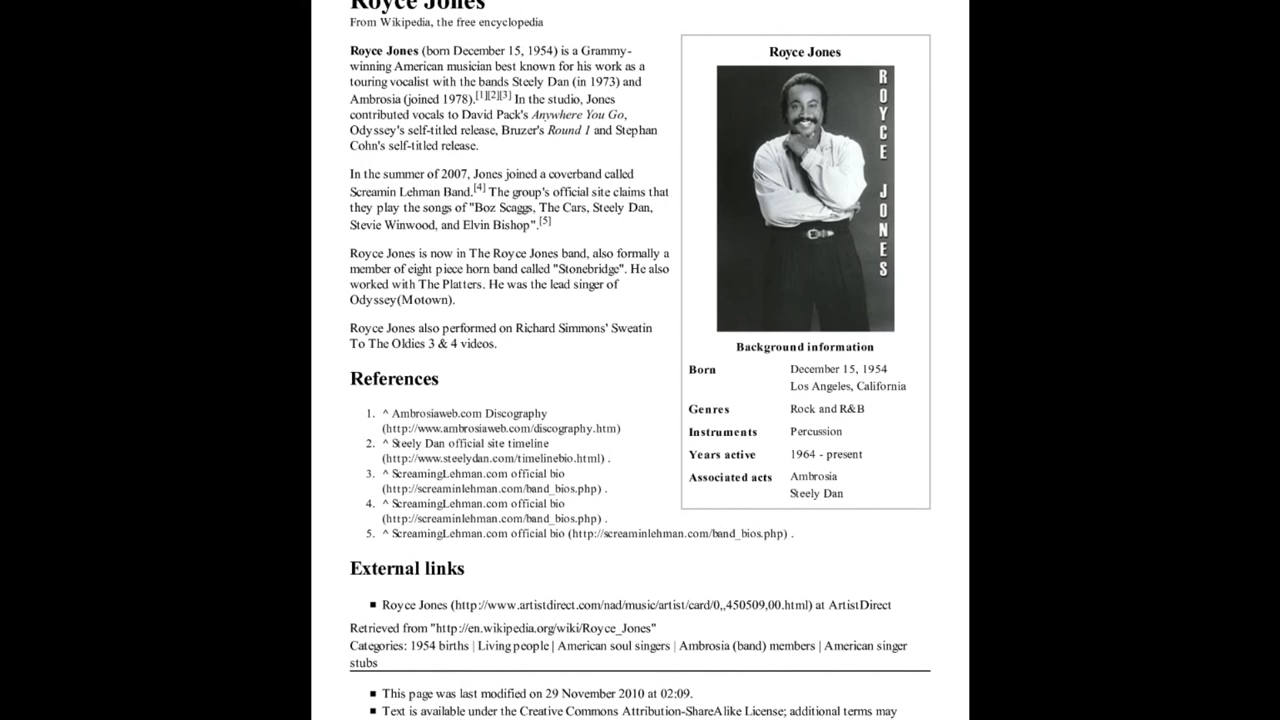 Royce Jones
From Wikipedia, the free encyclopedia
Royce Jones (born December 15, 1954) is a Grammy-
winning American musician best known for his work as a
touring vocalist with the bands Steely Dan (in 1973) and
Ambrosia (joined 1978).[1][2][3] In the studio, Jones
contributed vocals to David Pack's Anywhere You Go,
Odyssey's self-titled release, Bruzer's Round 1 and Stephan
Cohn's self-titled release.
In the summer of 2007, Jones joined a coverband called
Screamin Lehman Band.[4] The group's official site claims that
they play the songs of "Boz Scaggs, The Cars, Steely Dan,
Stevie Winwood, and Elvin Bishop".[5]
Royce Jones is now in The Royce Jones band, also formally a
member of eight piece horn band called "Stonebridge". He also
worked with The Platters. He was the lead singer of
Odyssey(Motown).
Royce Jones also performed on Richard Simmons' Sweatin
To The Oldies 3 & 4 videos.
Royce Jones
ROYCE JONES
Background information
Born December 15, 1954
Los Angeles, California
Genres Rock and R&B
Instruments Percussion
Years active 1964 - present
Associated acts Ambrosia
Steely Dan
References
1. ^ Ambrosiaweb.com Discography
(http://www.ambrosiaweb.com/discography.htm)
2. ^ Steely Dan official site timeline
(http://www.steelydan.com/timelinebio.html) .
3. ^ ScreamingLehman.com official bio
(http://screaminlehman.com/band_bios.php) .
4. ^ ScreamingLehman.com official bio
(http://screaminlehman.com/band_bios.php) .
5. ^ ScreamingLehman.com official bio (http://screaminlehman.com/band_bios.php) .
External links
■ Royce Jones (http://www.artistdirect.com/nad/music/artist/card/0,,450509,00.html) at ArtistDirect
Retrieved from "http://en.wikipedia.org/wiki/Royce_Jones"
Categories: 1954 births | Living people | American soul singers | Ambrosia (band) members | American singer
stubs
■ This page was last modified on 29 November 2010 at 02:09.
■ Text is available under the Creative Commons Attribution-ShareAlike License; additional terms may